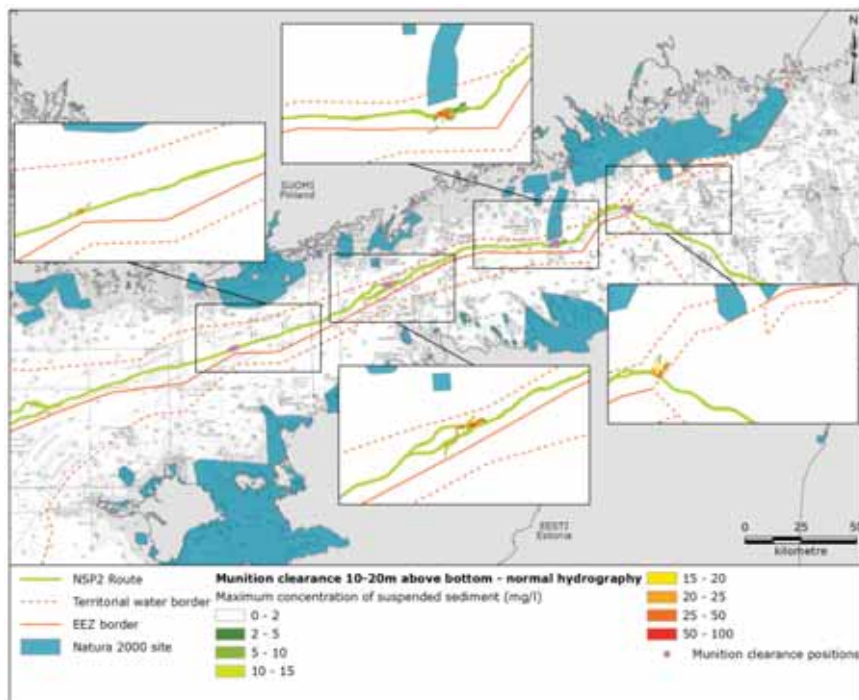 N
SUOMI
Finland
EESTI
Estonia
0 25 50
kilometre
NSP2 Route
Territorial water border
EEZ border
Natura 2000 site
Munition clearance 10-20m above bottom - normal hydrography
Maximum concentration of suspended sediment (mg/l)
0 - 2
2 - 5
5 - 10
10 - 15
15 - 20
20 - 25
25 - 50
50 - 100
Munition clearance positions